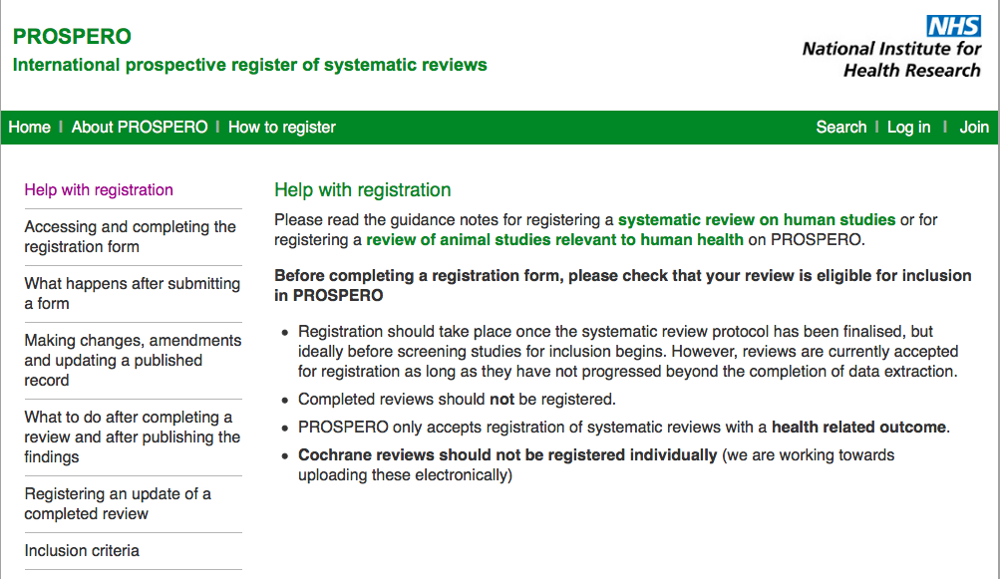 PROSPERO
International prospective register of systematic reviews
NHS
National Institute for
Health Research
Home | About PROSPERO | How to register
Search | Log in | Join
Help with registration
Accessing and completing the
registration form
What happens after submitting
a form
Making changes, amendments
and updating a published
record
What to do after completing a
review and after publishing the
findings
Registering an update of a
completed review
Inclusion criteria
Help with registration
Please read the guidance notes for registering a systematic review on human studies or for
registering a review of animal studies relevant to human health on PROSPERO.
Before completing a registration form, please check that your review is eligible for inclusion
in PROSPERO
• Registration should take place once the systematic review protocol has been finalised, but
ideally before screening studies for inclusion begins. However, reviews are currently accepted
for registration as long as they have not progressed beyond the completion of data extraction.
• Completed reviews should not be registered.
• PROSPERO only accepts registration of systematic reviews with a health related outcome.
• Cochrane reviews should not be registered individually (we are working towards
uploading these electronically)